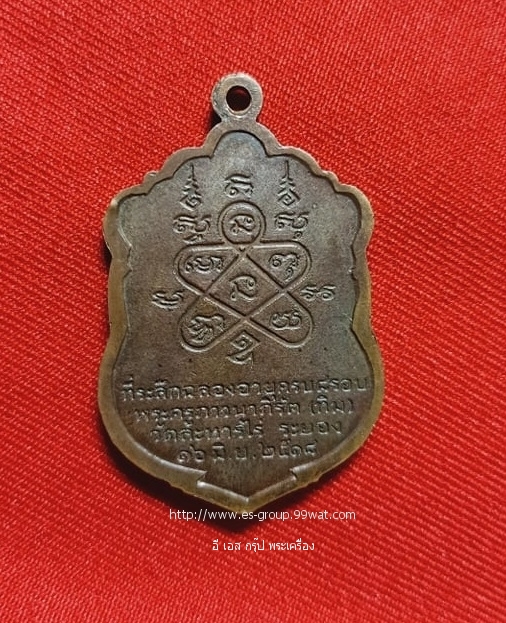 ที่ระลึกฉลองอายุครบ๘รอบ
พระครูภาวนาภิรัต (ทิม)
วัดละหารไร่ ระยอง
๑๖ มิ.ย.๒๕๑๘
http://www.es-group.99wat.com
อี เอส กรุ๊ป พระเครื่อง